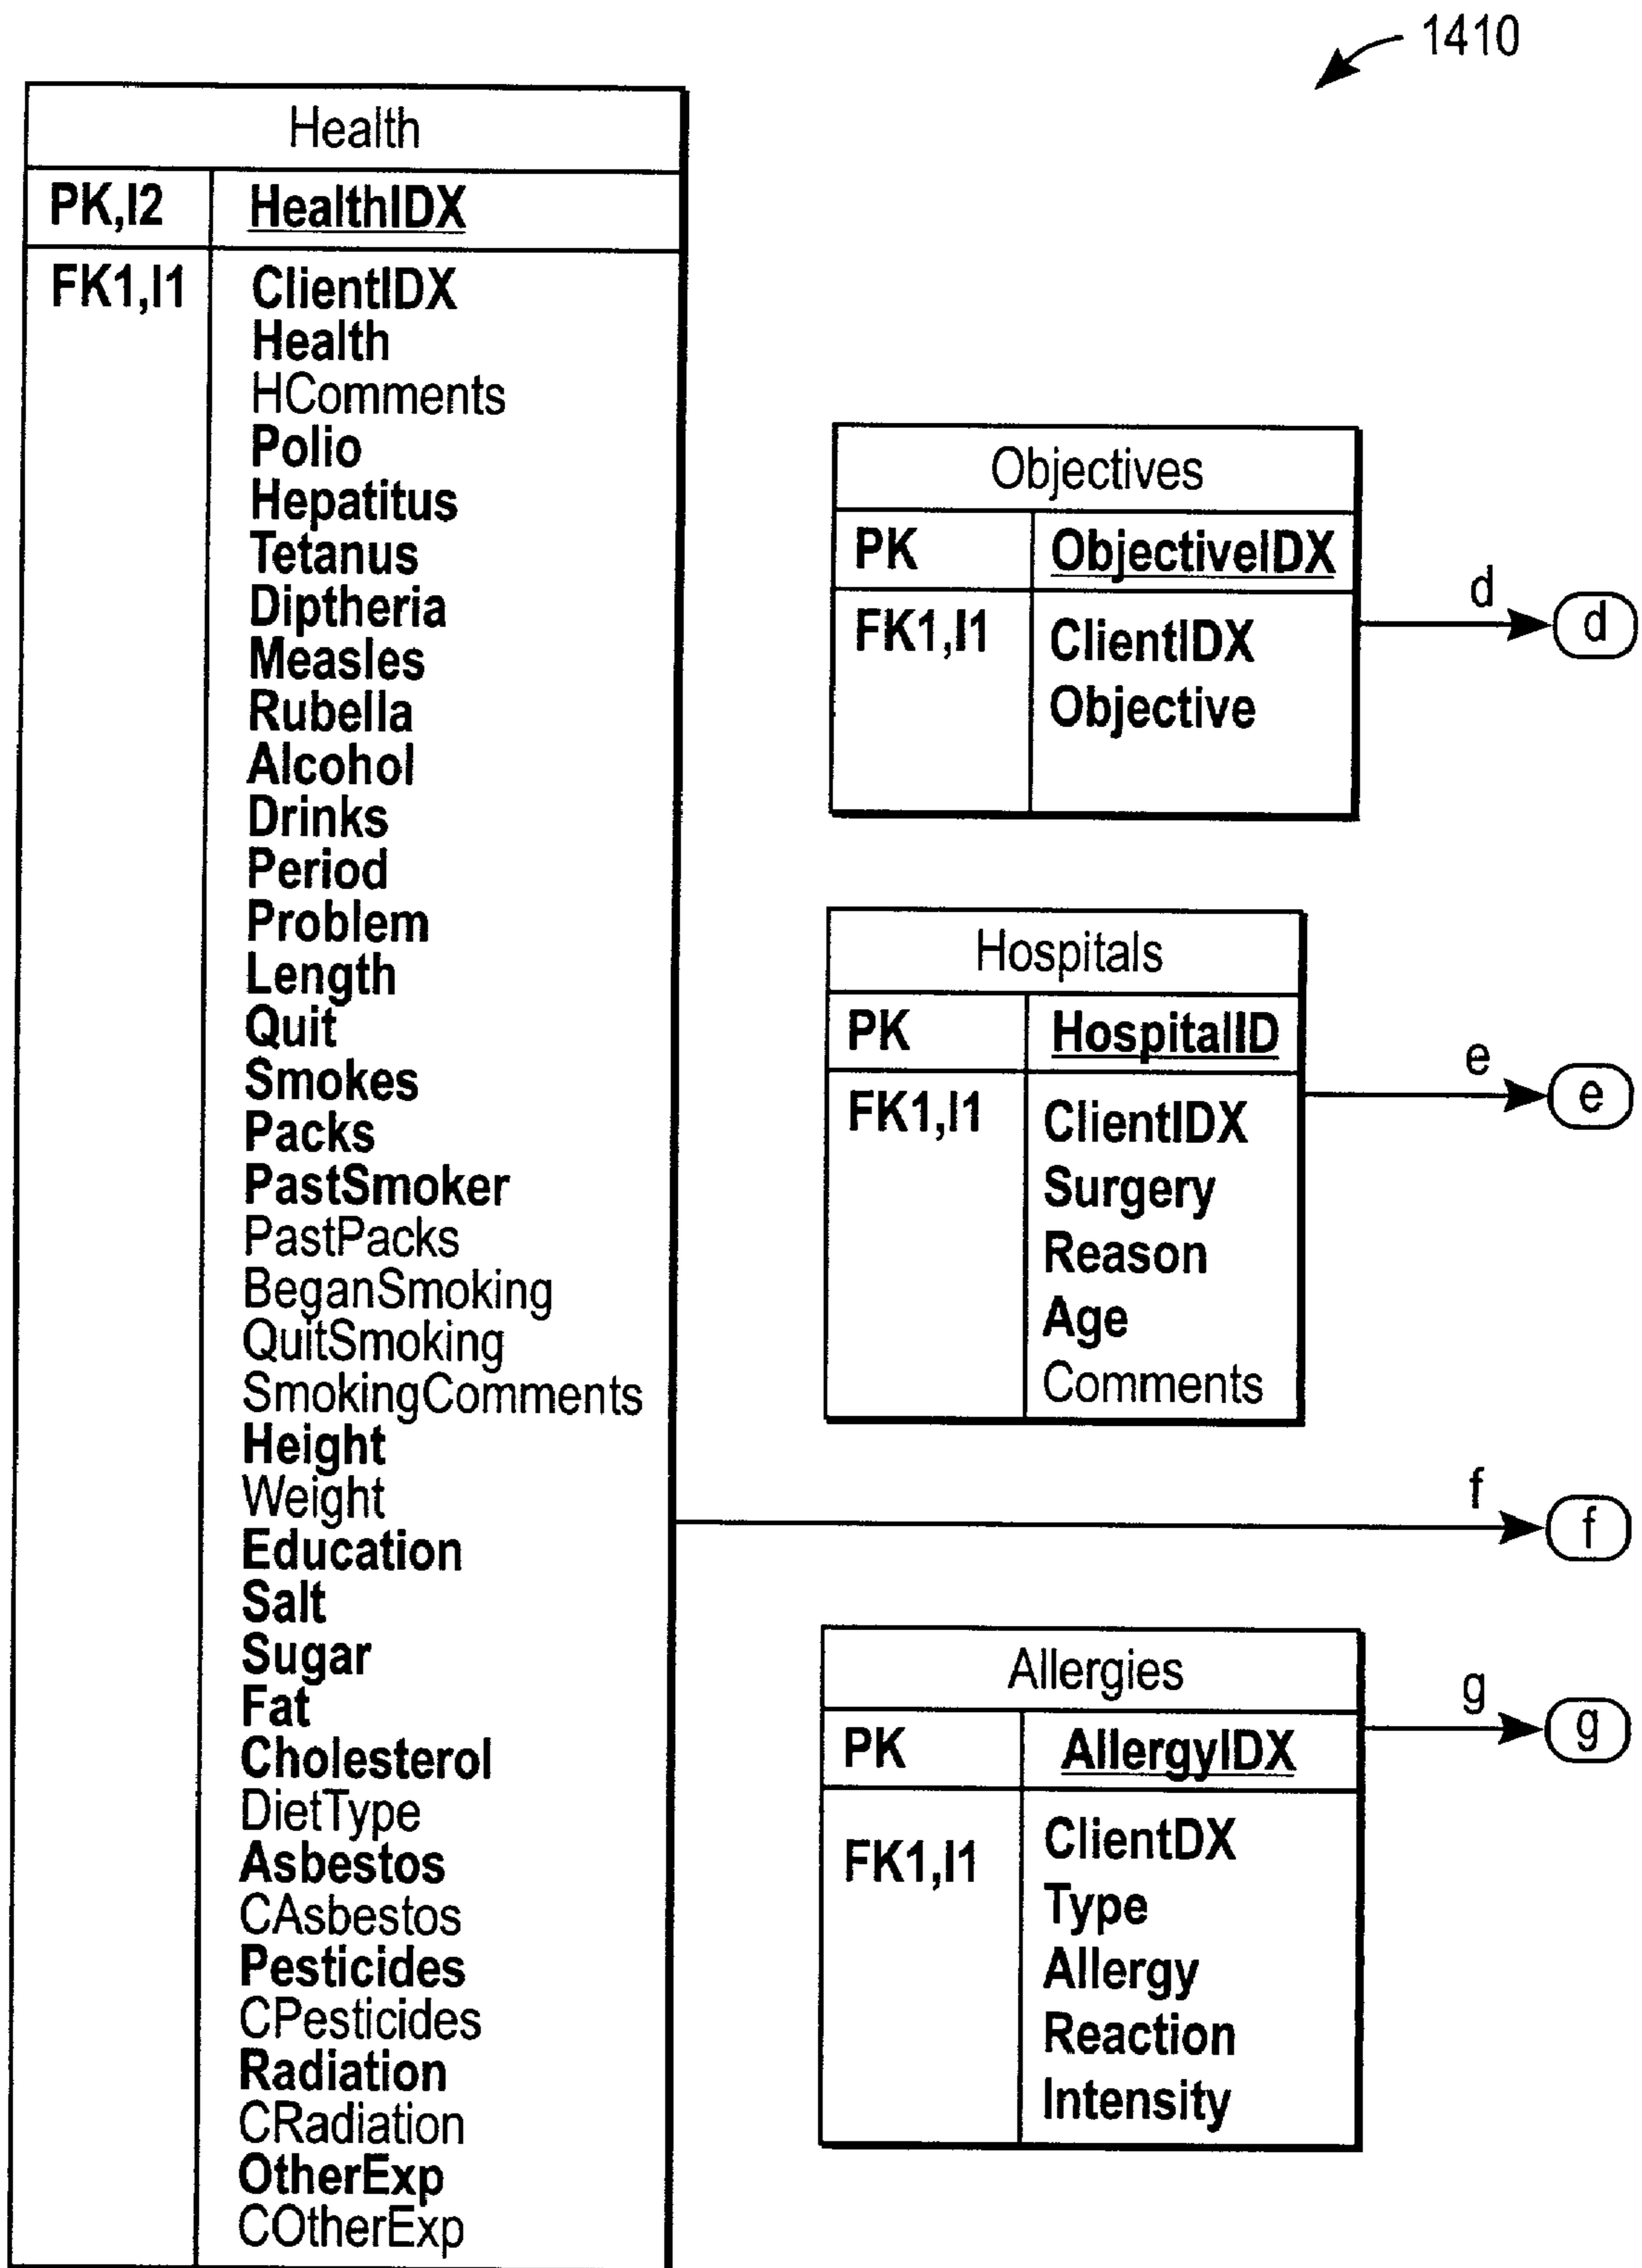 1410
Health
PK,I2 HealthIDX
FK1,I1 ClientIDX
Health
HComments
Polio
Hepatitus
Tetanus
Diptheria
Measles
Rubella
Alcohol
Drinks
Period
Problem
Length
Quit
Smokes
Packs
PastSmoker
PastPacks
BeganSmoking
QuitSmoking
SmokingComments
Height
Weight
Education
Salt
Sugar
Fat
Cholesterol
DietType
Asbestos
CAsbestos
Pesticides
CPesticides
Radiation
CRadiation
OtherExp
COtherExp
Objectives
PK ObjectiveIDX
FK1,I1 ClientIDX
Objective
d
d
Hospitals
PK HospitalID
FK1,I1 ClientIDX
Surgery
Reason
Age
Comments
e
e
f
f
Allergies
PK AllergyIDX
FK1,I1 ClientDX
Type
Allergy
Reaction
Intensity
g
g